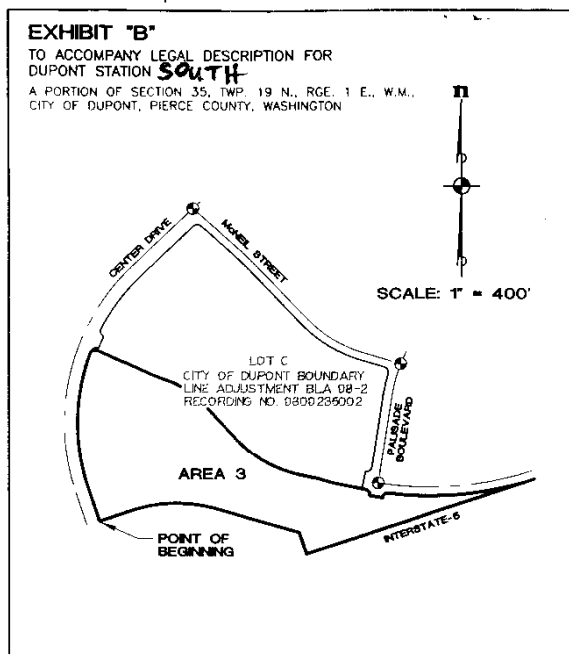 EXHIBIT "B"
TO ACCOMPANY LEGAL DESCRIPTION FOR
DUPONT STATION SOUTH
A PORTION OF SECTION 35, TWP. 19 N., RGE. 1 E., W.M.,
CITY OF DUPONT, PIERCE COUNTY, WASHINGTON
n
SCALE: 1" = 400'
CENTER DRIVE
McNEIL STREET
LOT C
CITY OF DUPONT BOUNDARY
LINE ADJUSTMENT BLA 98-2
RECORDING NO. 9809235002
PALISADE
BOULEVARD
AREA 3
INTERSTATE-5
POINT OF
BEGINNING